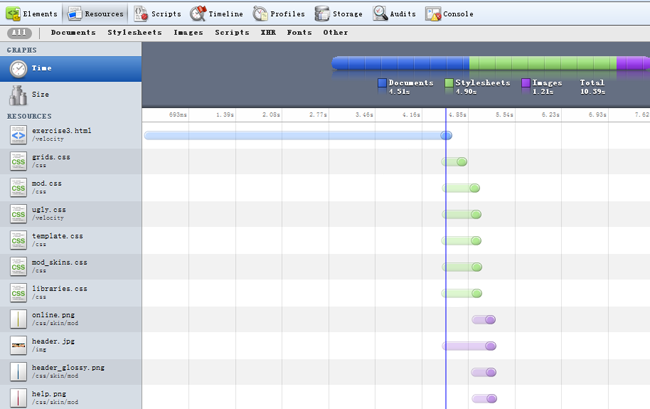 Elements Resources Scripts Timeline Profiles Storage Audits Console
All Documents Stylesheets Images Scripts XHR Fonts Other
GRAPHS
Time
Size
Documents
4.51s
Stylesheets
4.90s
Images
1.21s
Total
10.39s
RESOURCES
693ms 1.39s 2.08s 2.77s 3.46s 4.16s 4.85s 5.54s 6.23s 6.93s 7.62
exercise3.html
/velocity
grids.css
/css
mod.css
/css
ugly.css
/velocity
template.css
/css
mod_skins.css
/css
libraries.css
/css
online.png
/css/skin/mod
header.jpg
/img
header_glossy.png
/css/skin/mod
help.png
/css/skin/mod